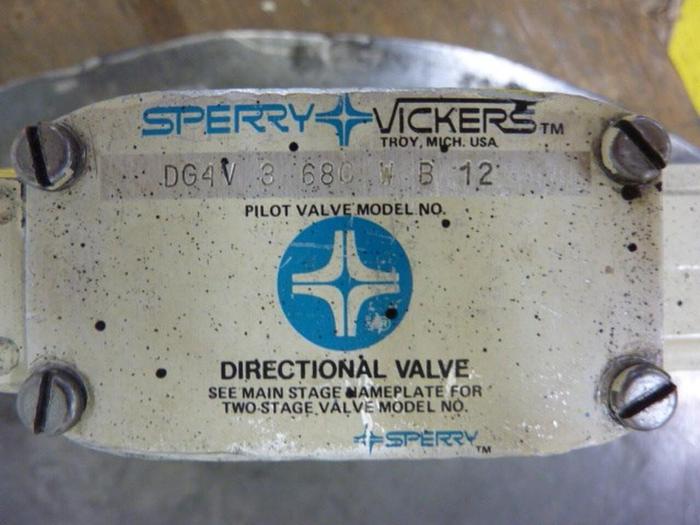 SPERRY VICKERS TM
TROY, MICH. USA
DG4V 3 68C W B 12
PILOT VALVE MODEL NO.
DIRECTIONAL VALVE
SEE MAIN STAGE NAMEPLATE FOR
TWO-STAGE VALVE MODEL NO.
SPERRY TM